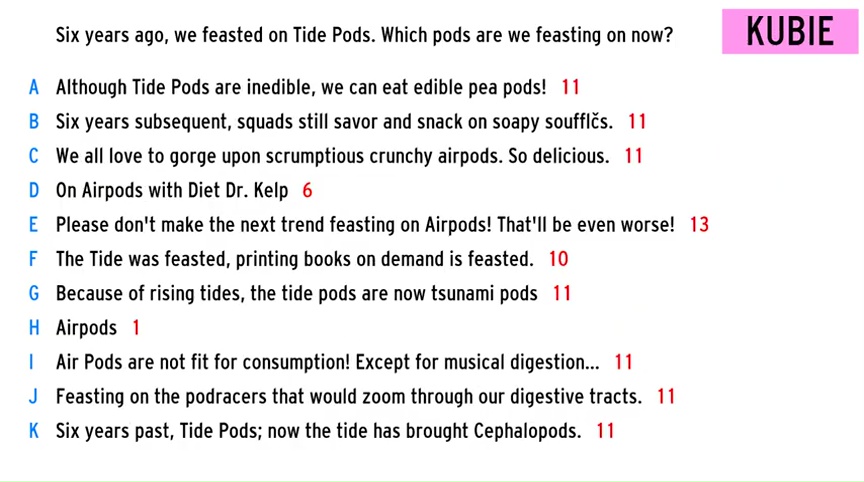 Six years ago, we feasted on Tide Pods. Which pods are we feasting on now?
KUBIE
A Although Tide Pods are inedible, we can eat edible pea pods! 11
B Six years subsequent, squads still savor and snack on soapy soufflčs. 11
C We all love to gorge upon scrumptious crunchy airpods. So delicious. 11
D On Airpods with Diet Dr. Kelp 6
E Please don't make the next trend feasting on Airpods! That'll be even worse! 13
F The Tide was feasted, printing books on demand is feasted. 10
G Because of rising tides, the tide pods are now tsunami pods 11
H Airpods 1
I Air Pods are not fit for consumption! Except for musical digestion... 11
J Feasting on the podracers that would zoom through our digestive tracts. 11
K Six years past, Tide Pods; now the tide has brought Cephalopods. 11